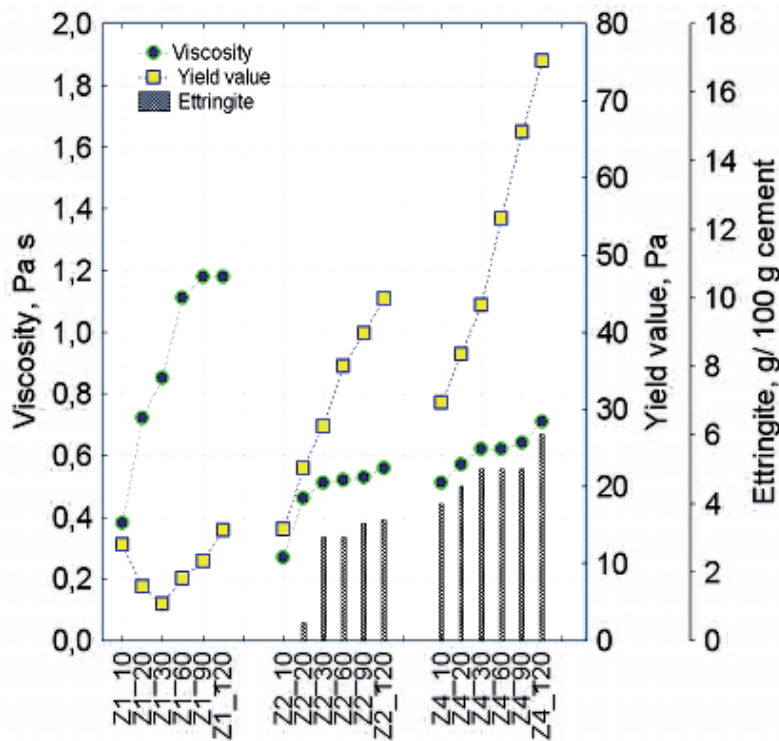 Viscosity, Pa s
2,0
1,8
1,6
1,4
1,2
1,0
0,8
0,6
0,4
0,2
0,0
Viscosity
Yield value
Ettringite
80
70
60
50
40
30
20
10
0
Yield value, Pa
18
16
14
12
10
8
6
4
2
0
Ettringite, g/ 100 g cement
Z1_10
Z1_20
Z1_30
Z1_60
Z1_90
Z1_120
Z2_10
Z2_20
Z2_30
Z2_60
Z2_90
Z2_120
Z4_10
Z4_20
Z4_30
Z4_60
Z4_90
Z4_120